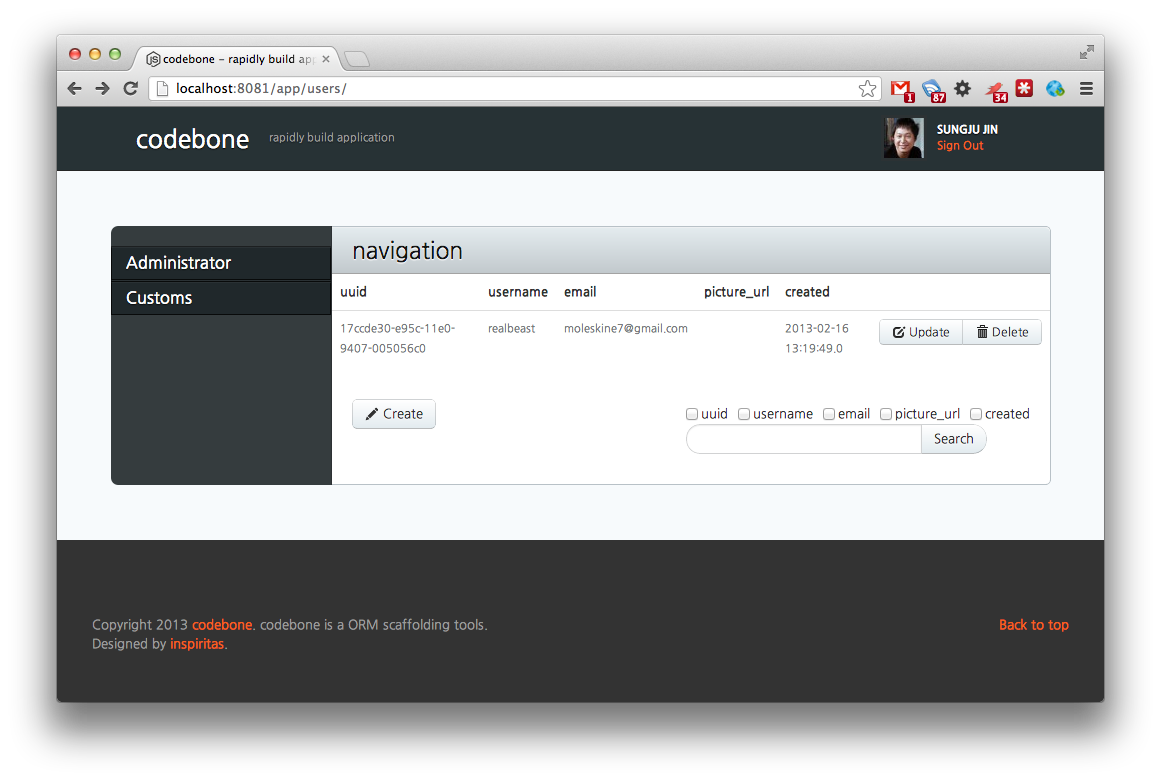 codebone – rapidly build ap
localhost:8081/app/users/
1
87
34
codebone
rapidly build application
SUNGJU JIN
Sign Out
Administrator
Customs
navigation
uuid username email picture_url created
17ccde30-e95c-11e0- realbeast moleskine7@gmail.com 2013-02-16 Update Delete
9407-005056c0 13:19:49.0
Create
uuid username email picture_url created
Search
Copyright 2013 codebone. codebone is a ORM scaffolding tools.
Designed by inspiritas.
Back to top